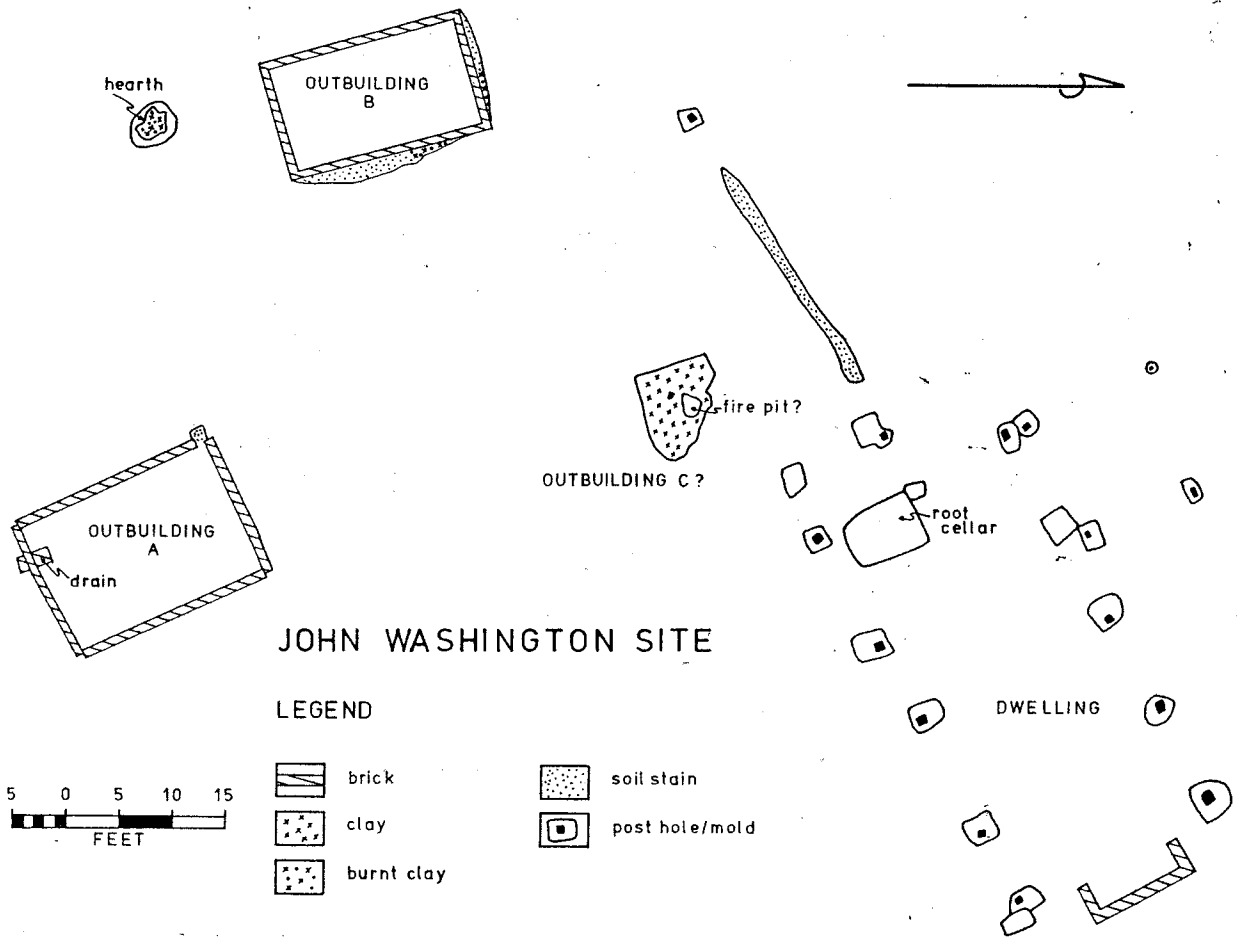 hearth
OUTBUILDING
B
fire pit?
OUTBUILDING C?
root
cellar
OUTBUILDING
A
drain
JOHN WASHINGTON SITE
LEGEND
DWELLING
brick
soil stain
5 0 5 10 15
FEET
clay
post hole/mold
burnt clay